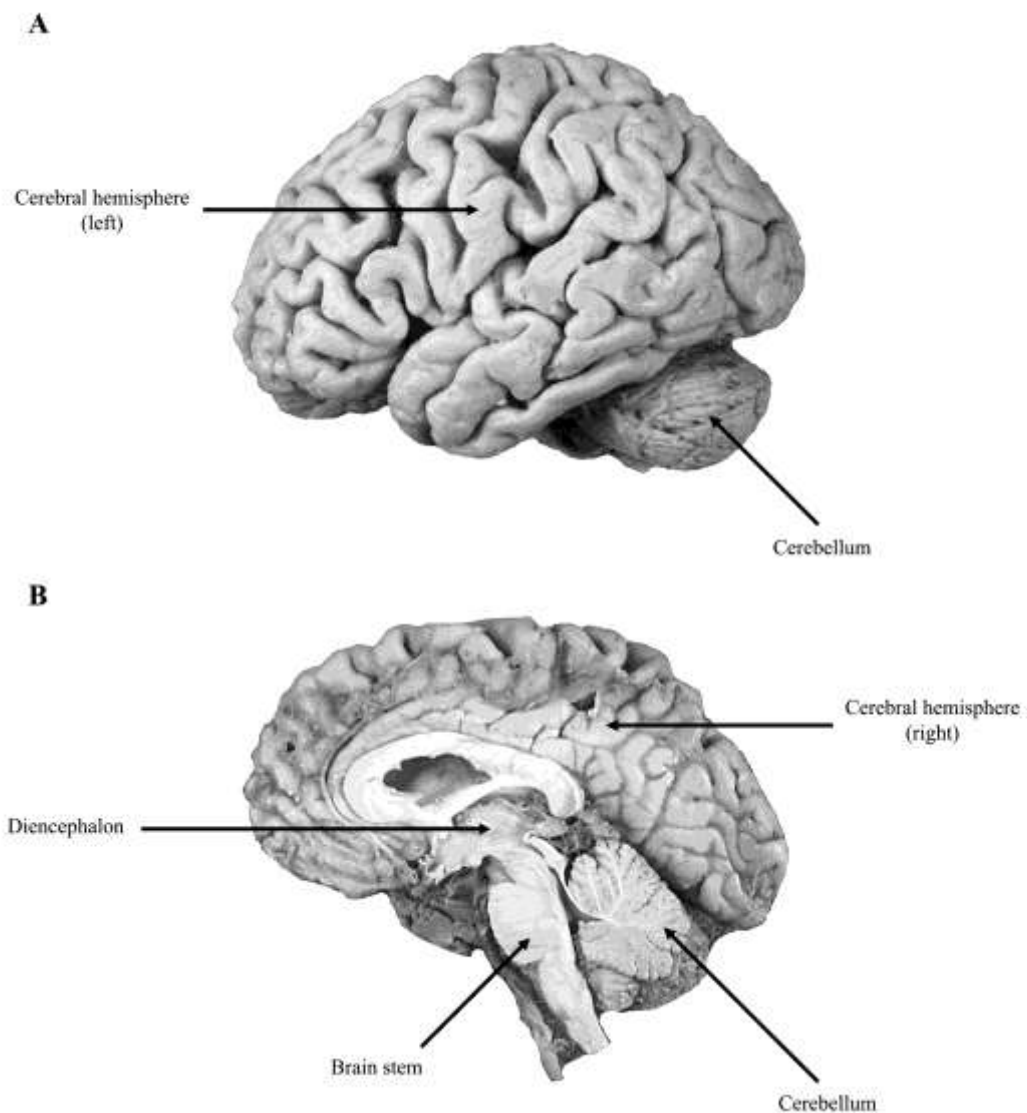 A
Cerebral hemisphere
(left)
Cerebellum
B
Cerebral hemisphere
(right)
Diencephalon
Brain stem
Cerebellum